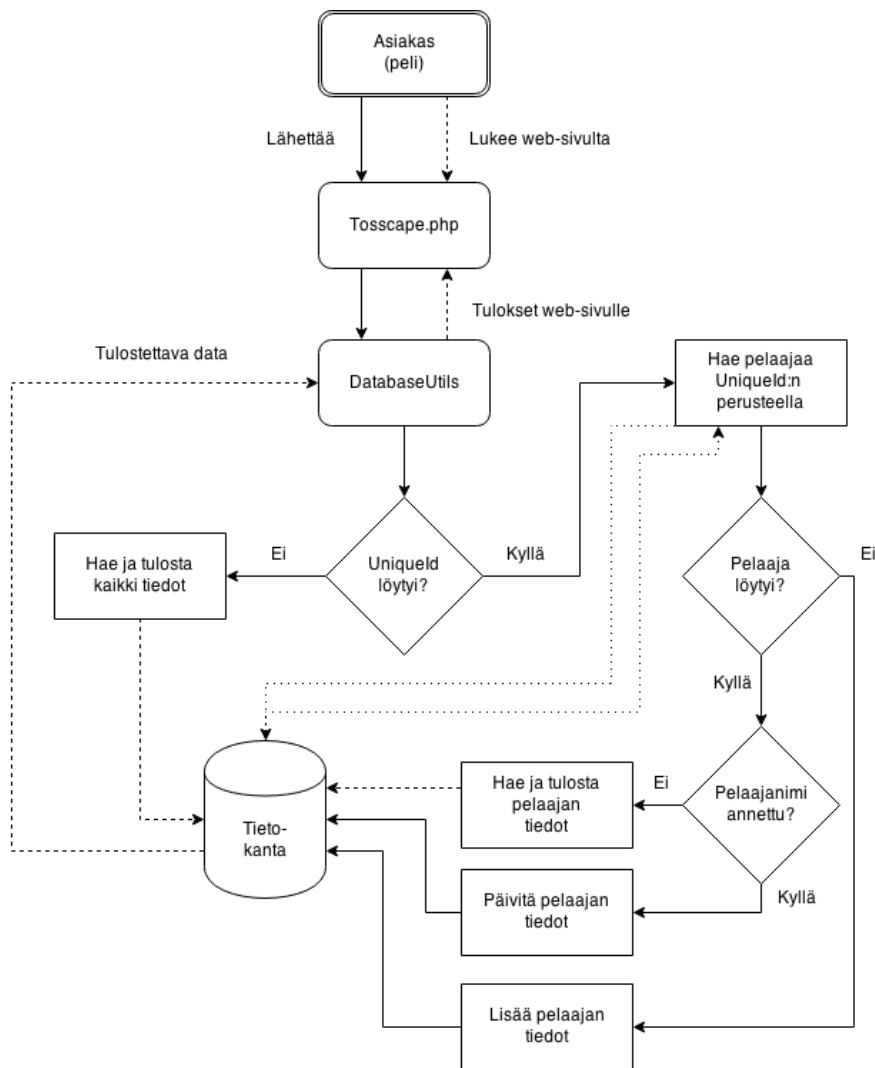 Asiakas
(peli)
Lähettää
Lukee web-sivulta
Tosscape.php
Tulokset web-sivulle
Tulostettava data
DatabaseUtils
Hae pelaajaa
UniqueId:n
perusteella
Hae ja tulosta
kaikki tiedot
Ei
UniqueId
löytyi?
Kyllä
Pelaaja
löytyi?
Ei
Kyllä
Tieto-
kanta
Hae ja tulosta
pelaajan
tiedot
Ei
Pelaajanimi
annettu?
Kyllä
Päivitä pelaajan
tiedot
Lisää pelaajan
tiedot